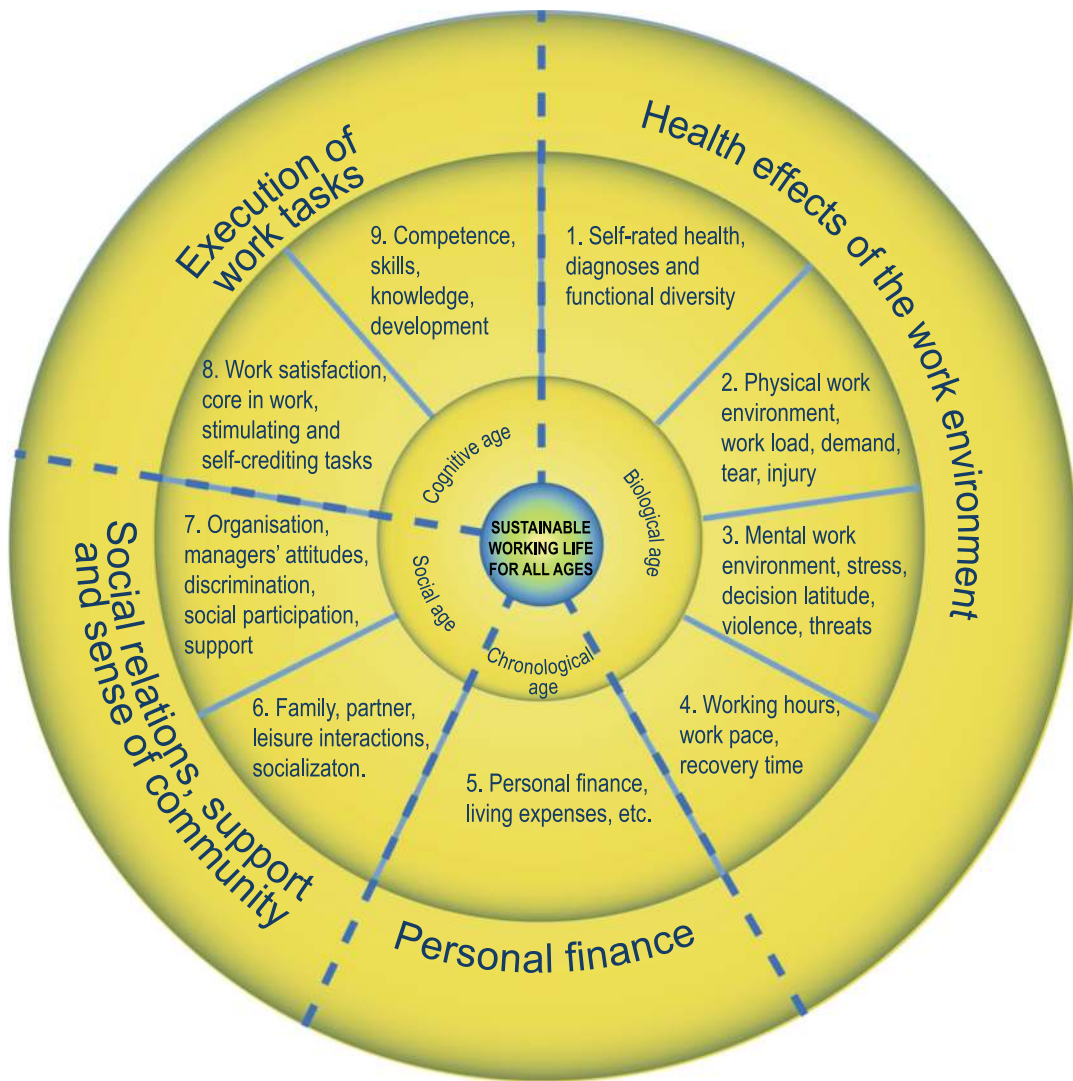 Health effects of the work environment
Execution of
work tasks
9. Competence,
skills,
knowledge,
development
1. Self-rated health,
diagnoses and
functional diversity
8. Work satisfaction,
core in work,
stimulating and
self-crediting tasks
2. Physical work
environment,
work load, demand,
tear, injury
Cognitive age
Biological age
SUSTAINABLE
WORKING LIFE
FOR ALL AGES
Social age
Chronological
age
7. Organisation,
managers’ attitudes,
discrimination,
social participation,
support
3. Mental work
environment, stress,
decision latitude,
violence, threats
6. Family, partner,
leisure interactions,
socializaton.
4. Working hours,
work pace,
recovery time
5. Personal finance,
living expenses, etc.
Social relations, support
and sense of community
Personal finance